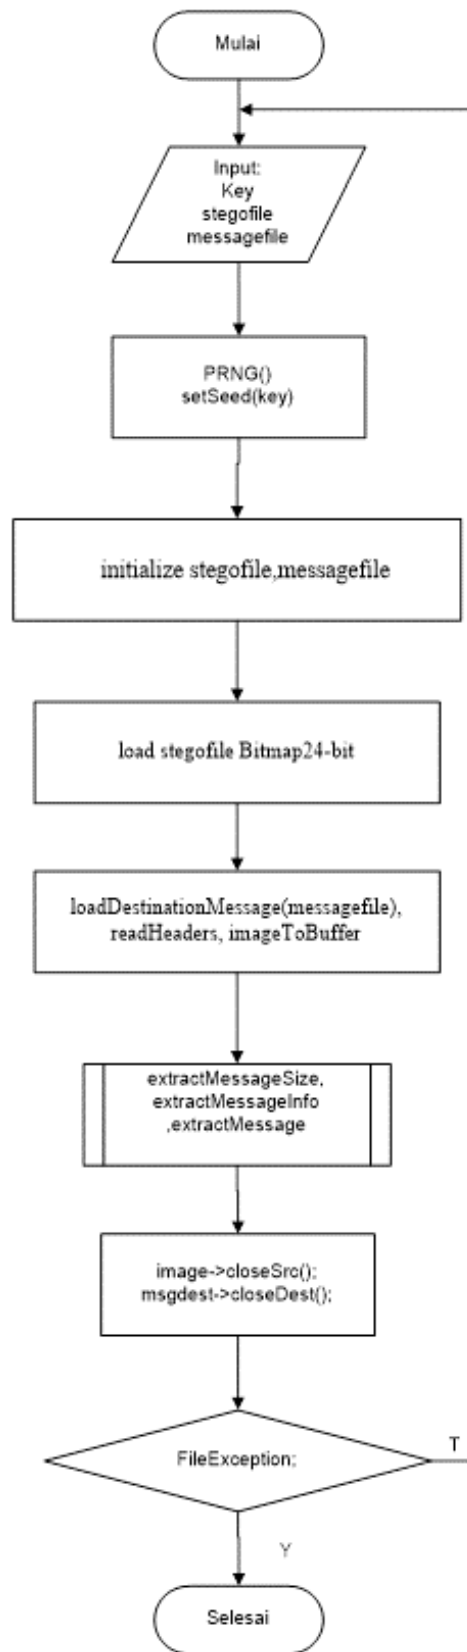 Mulai
Input:
Key
stegofile
messagefile
PRNG()
setSeed(key)
initialize stegofile,messagefile
load stegofile Bitmap24-bit
loadDestinationMessage(messagefile),
readHeaders, imageToBuffer
extractMessageSize,
extractMessageInfo
,extractMessage
image->closeSrc();
msgdest->closeDest();
FileException;
T
Y
Selesai